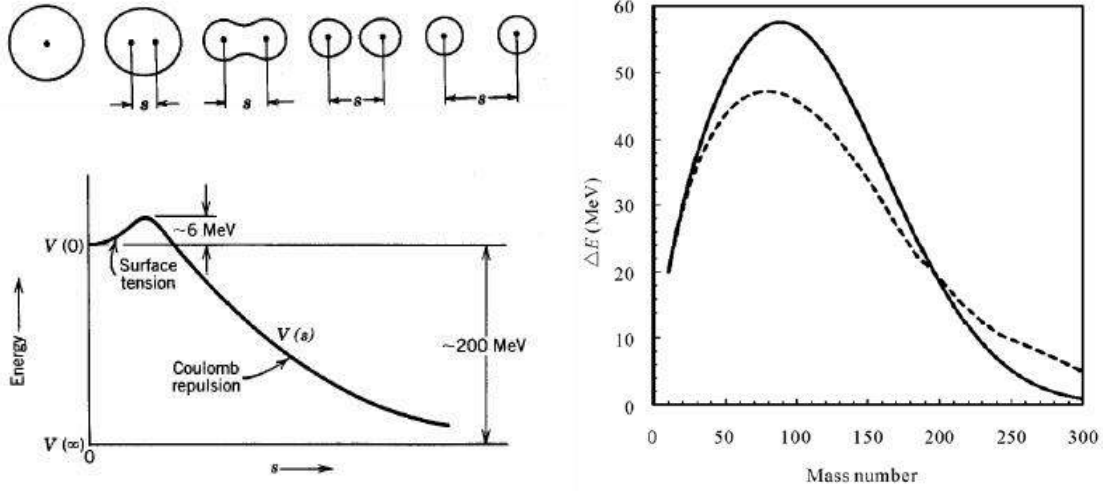 s
s
s
s
~6 MeV
V(0)
Surface
tension
V(s)
~200 MeV
Coulomb
repulsion
Energy
V(∞)
0
s
60
50
40
30
20
10
0
△E (MeV)
0 50 100 150 200 250 300
Mass number